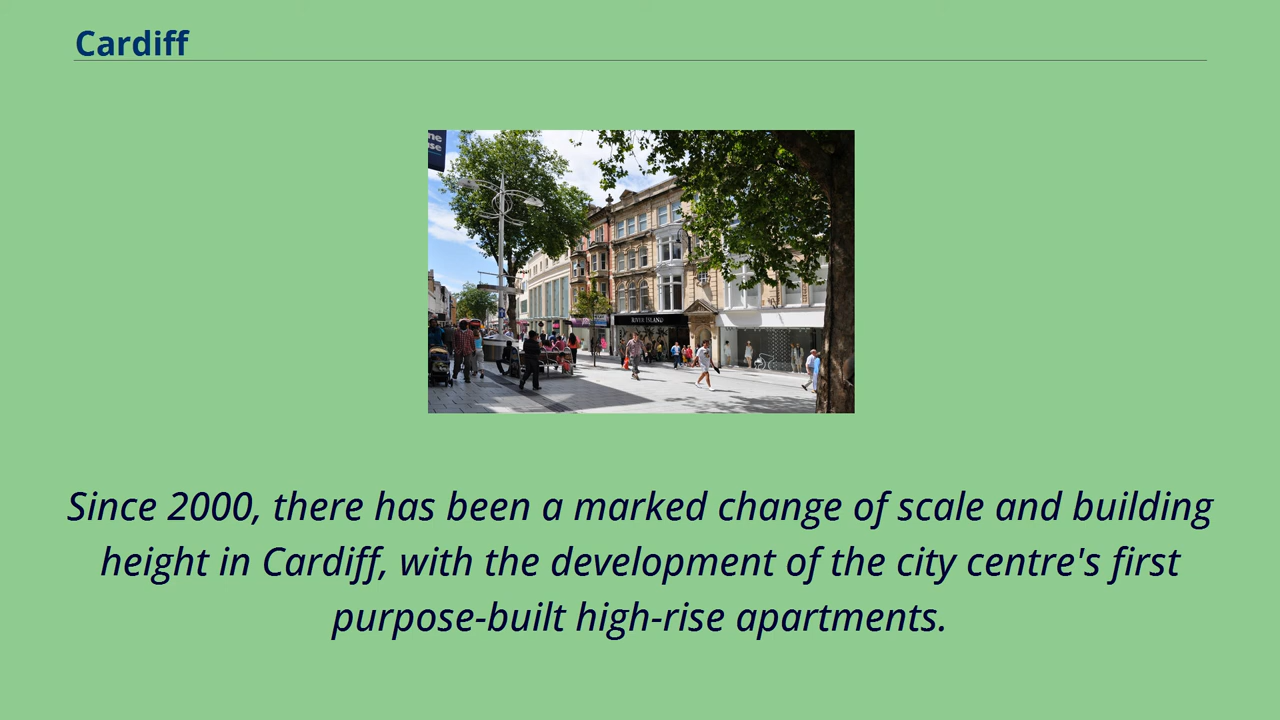 Cardiff
RIVER ISLAND
Since 2000, there has been a marked change of scale and building
height in Cardiff, with the development of the city centre's first
purpose-built high-rise apartments.